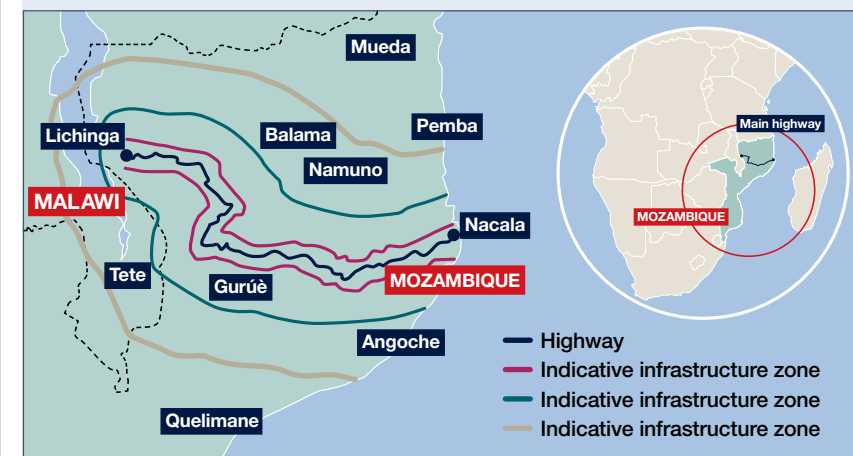 Mueda
Pemba
Lichinga
Balama
Namuno
MALAWI
Nacala
Tete
Gurúè
MOZAMBIQUE
Angoche
Quelimane
Main highway
MOZAMBIQUE
Highway
Indicative infrastructure zone
Indicative infrastructure zone
Indicative infrastructure zone